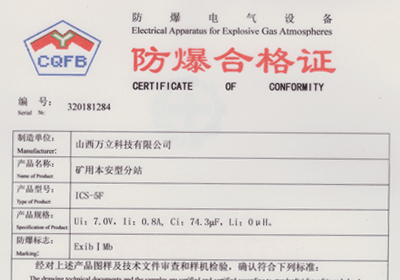 防爆电气设备
Electrical Apparatus for Explosive Gas Atmospheres
CQFB
防爆合格证
CERTIFICATE OF CONFORMITY
编号: 320181284
Serial №:
制造单位: 山西万立科技有限公司
Manufacturer:
产品名称: 矿用本安型分站
Name of Product
产品型号: ICS-5F
Type of Product
产品规格: Ui: 7.0V, Ii: 0.8A, Ci: 74.3μF, Li: 0μH。
Specification of Product
防爆标志: ExibⅠMb
Marking:
经对上述产品图样及技术文件审查和样机检验，确认符合下列标准: